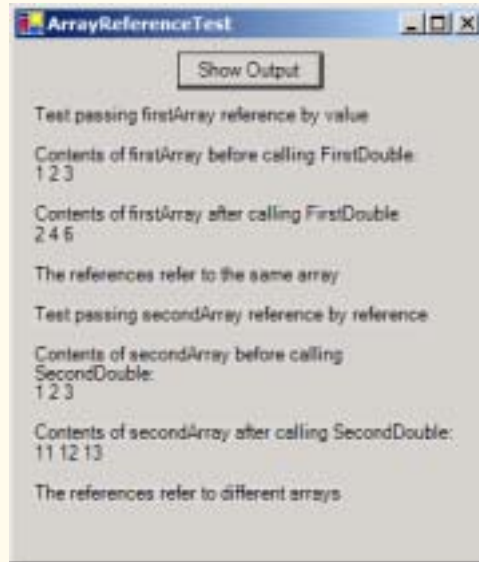 ArrayReferenceTest
Show Output
Test passing firstArray reference by value
Contents of firstArray before calling FirstDouble:
1 2 3
Contents of firstArray after calling FirstDouble
2 4 6
The references refer to the same array
Test passing secondArray reference by reference
Contents of secondArray before calling
SecondDouble:
1 2 3
Contents of secondArray after calling SecondDouble:
11 12 13
The references refer to different arrays